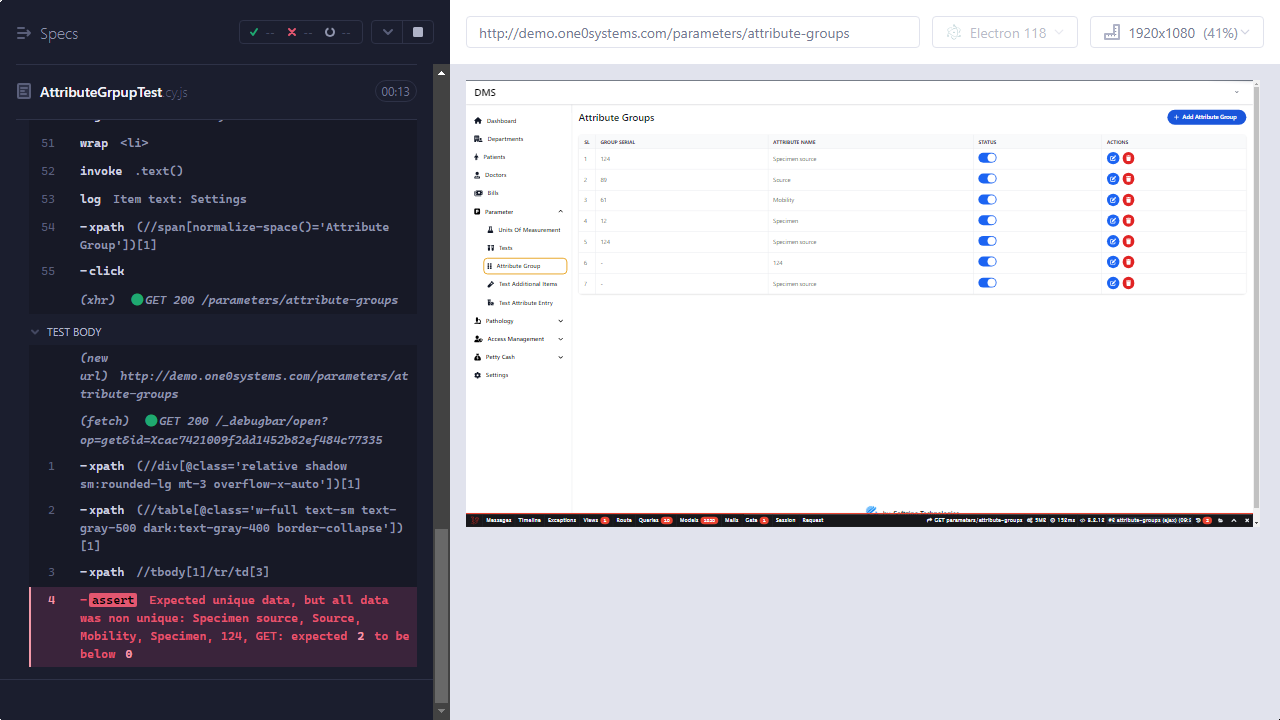 Specs
-- -- --
AttributeGrpupTest.cy.js
00:13
51 wrap <li>
52 invoke .text()
53 log Item text: Settings
54 -xpath (//span[normalize-space()='Attribute
Group'])[1]
55 -click
(xhr) GET 200 /parameters/attribute-groups
TEST BODY
(new
url) http://demo.one0systems.com/parameters/at
tribute-groups
(fetch) GET 200 /_debugbar/open?
op=get&id=Xcac7421009f2dd1452b82ef484c77335
1 -xpath (//div[@class='relative shadow
sm:rounded-lg mt-3 overflow-x-auto'])[1]
2 -xpath (//table[@class='w-full text-sm text-
gray-500 dark:text-gray-400 border-collapse'])
[1]
3 -xpath //tbody[1]/tr/td[3]
4 -assert Expected unique data, but all data
was non unique: Specimen source, Source,
Mobility, Specimen, 124, GET: expected 2 to be
below 0
http://demo.one0systems.com/parameters/attribute-groups
Electron 118
1920x1080 (41%)
DMS
Dashboard
Departments
Patients
Doctors
Bills
Parameter
Units Of Measurement
Tests
Attribute Group
Test Additional Items
Test Attribute Entry
Pathology
Access Management
Petty Cash
Settings
Attribute Groups
+ Add Attribute Group
SL GROUP SERIAL ATTRIBUTE NAME STATUS ACTIONS
1 124 Specimen source
2 89 Source
3 61 Mobility
4 12 Specimen
5 124 Specimen source
6 - 124
7 - Specimen source
Messages Timeline Exceptions Views Route Queries Models Mails Gate Session Request
GET parameters/attribute-groups 5MB 152ms 8.2.12 #2 attribute-groups (ajax)